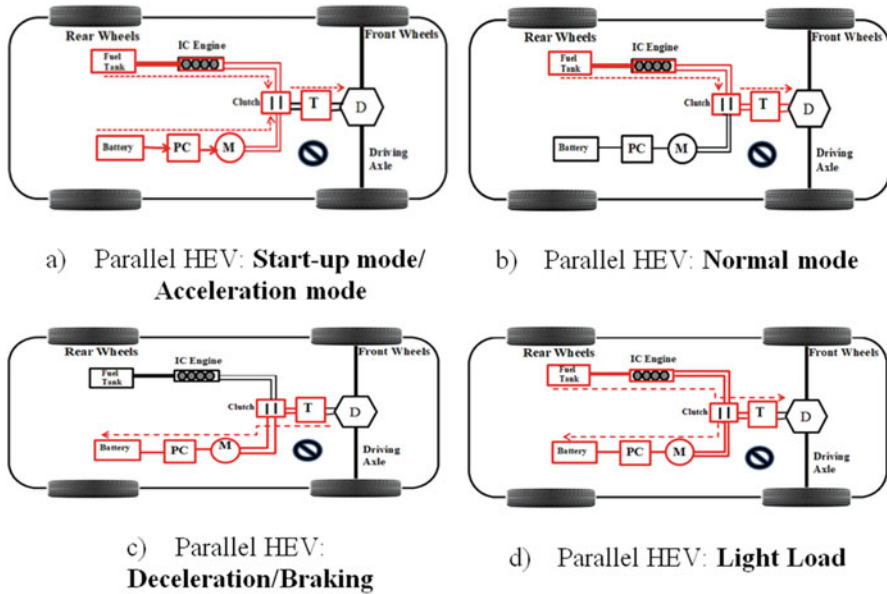 Rear Wheels
Front Wheels
Fuel
Tank
IC Engine
Clutch
T
D
Battery
PC
M
Driving
Axle
Rear Wheels
Front Wheels
Fuel
Tank
IC Engine
Clutch
T
D
Battery
PC
M
Driving
Axle
a) Parallel HEV: Start-up mode/
Acceleration mode
b) Parallel HEV: Normal mode
Rear Wheels
Front Wheels
Fuel
Tank
IC Engine
Clutch
T
D
Battery
PC
M
Driving
Axle
Rear Wheels
Front Wheels
Fuel
Tank
IC Engine
Clutch
T
D
Battery
PC
M
Driving
Axle
c) Parallel HEV:
Deceleration/Braking
d) Parallel HEV: Light Load